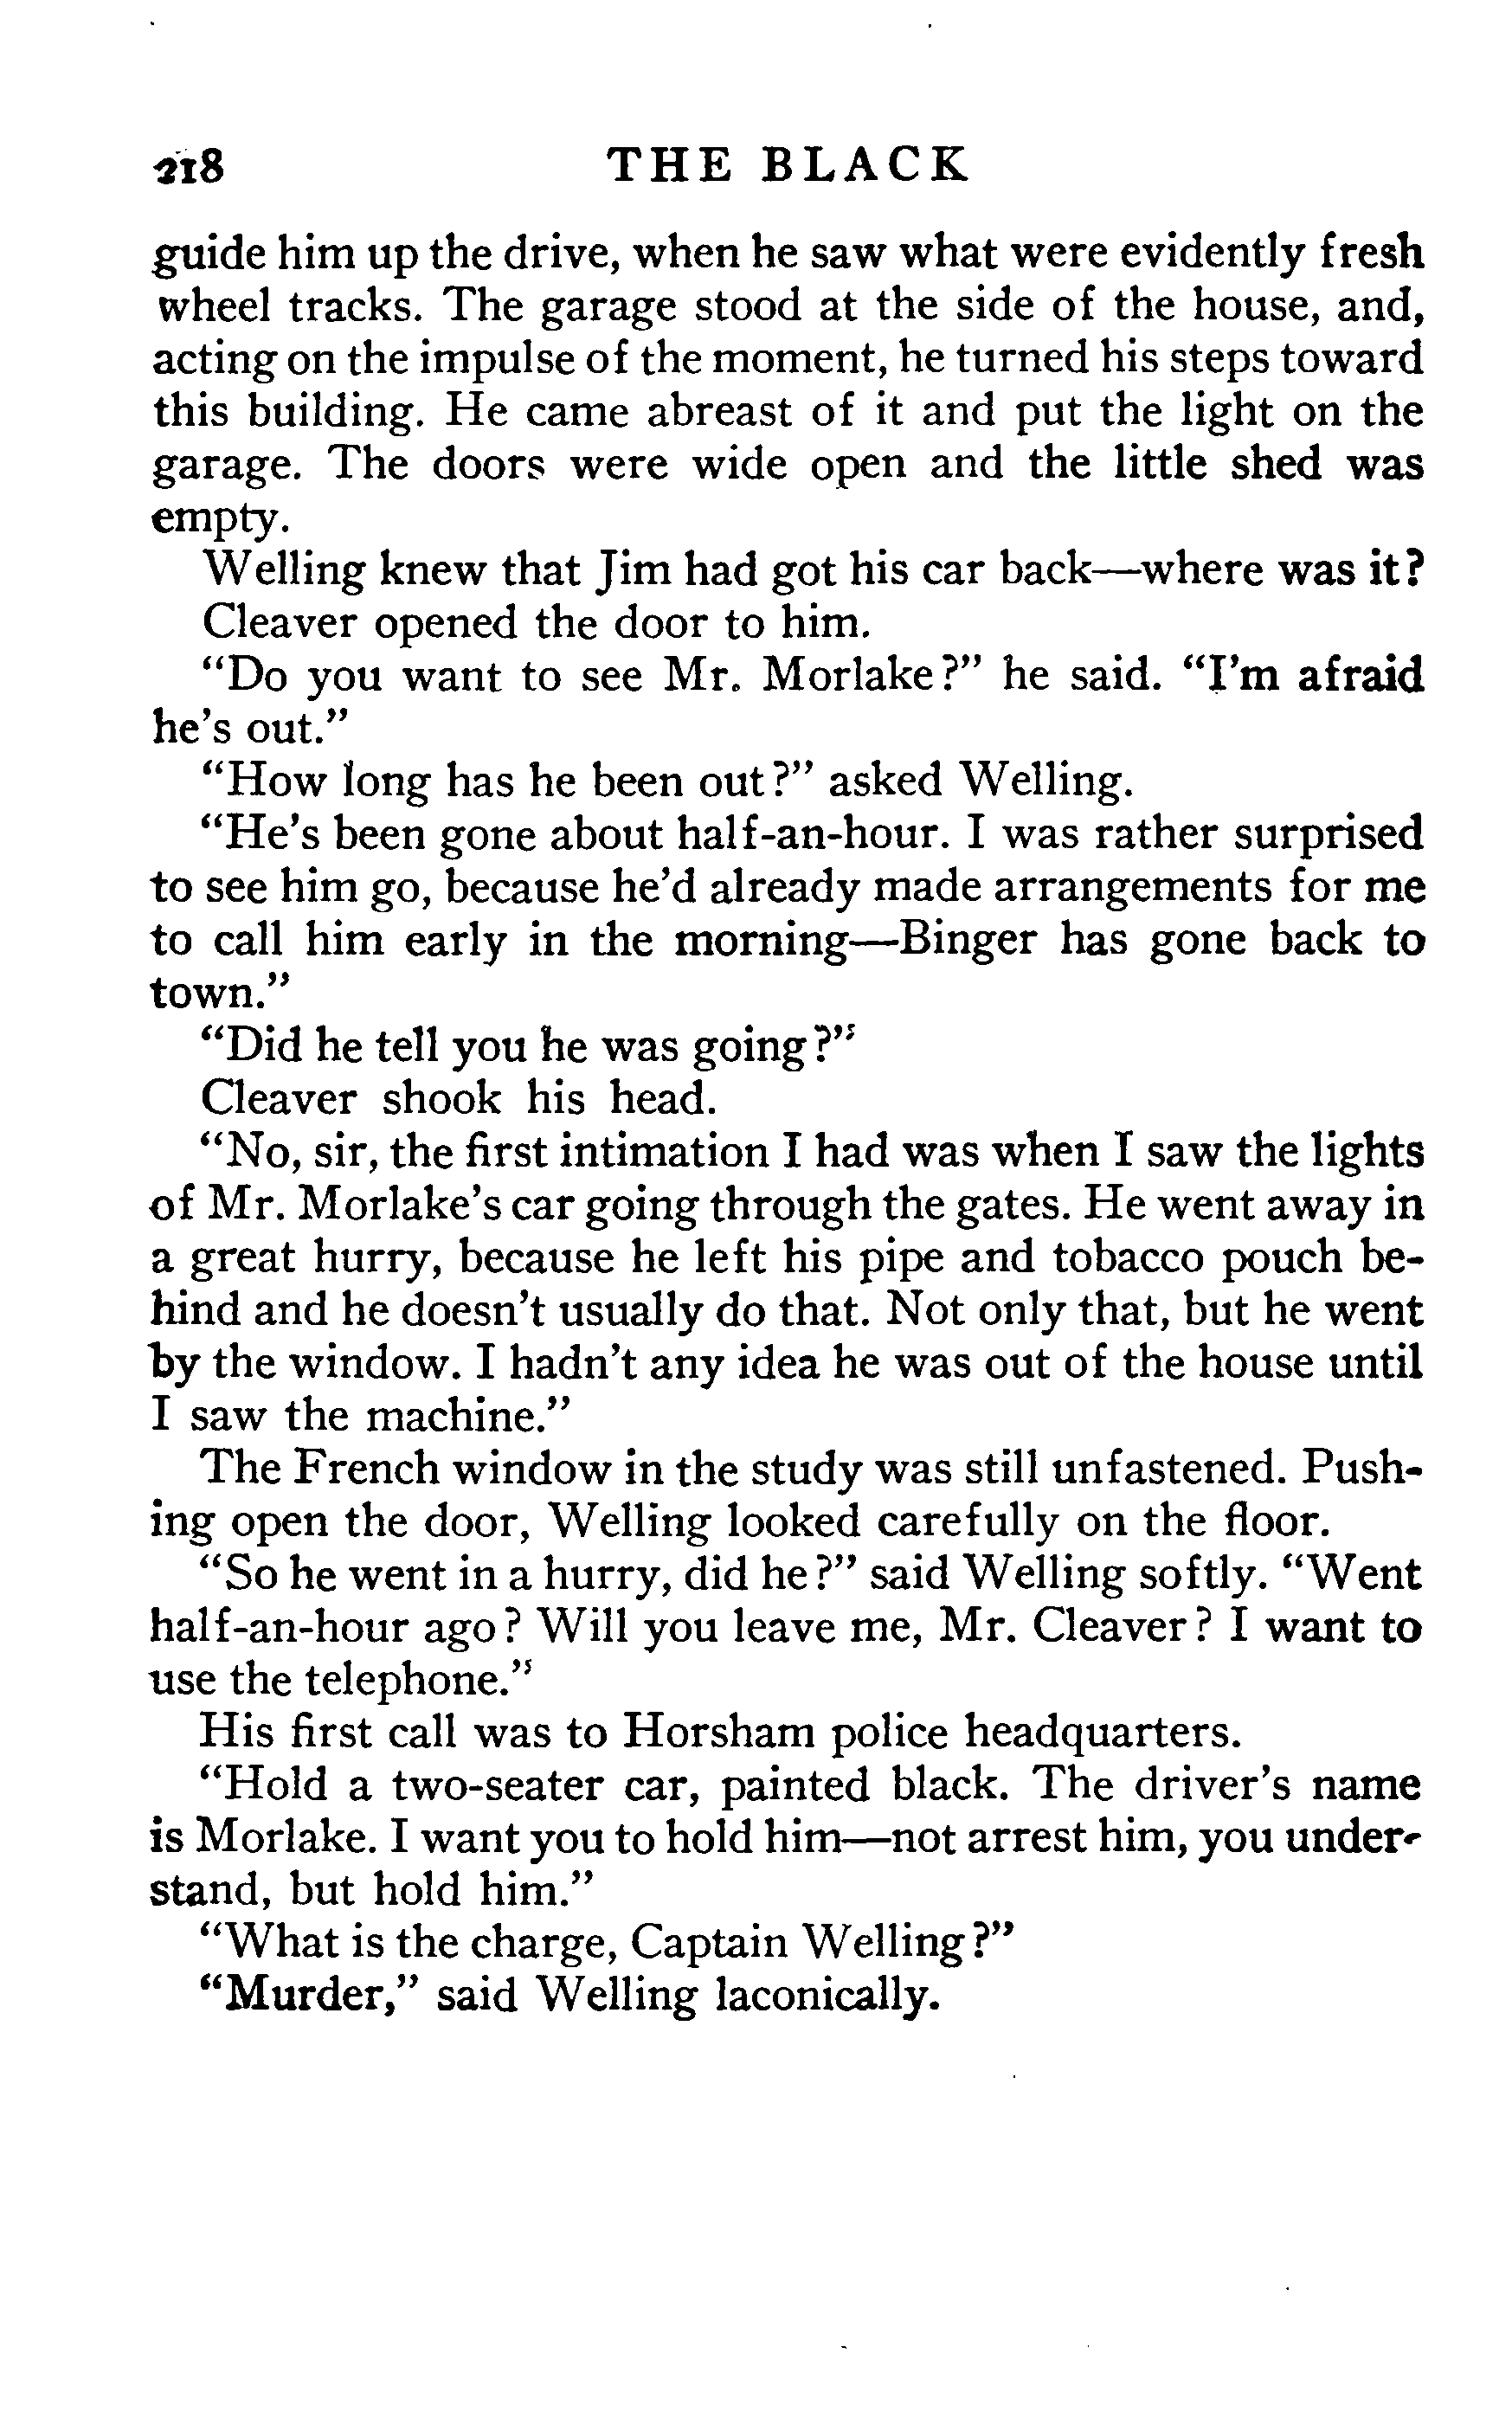 218 THE BLACK
guide him up the drive, when he saw what were evidently fresh
wheel tracks. The garage stood at the side of the house, and,
acting on the impulse of the moment, he turned his steps toward
this building. He came abreast of it and put the light on the
garage. The doors were wide open and the little shed was
empty.
Welling knew that Jim had got his car back—where was it?
Cleaver opened the door to him.
"Do you want to see Mr. Morlake?" he said. "I'm afraid
he's out."
"How long has he been out?" asked Welling.
"He's been gone about half-an-hour. I was rather surprised
to see him go, because he'd already made arrangements for me
to call him early in the morning—Binger has gone back to
town."
"Did he tell you he was going?"
Cleaver shook his head.
"No, sir, the first intimation I had was when I saw the lights
of Mr. Morlake's car going through the gates. He went away in
a great hurry, because he left his pipe and tobacco pouch be-
hind and he doesn't usually do that. Not only that, but he went
by the window. I hadn't any idea he was out of the house until
I saw the machine."
The French window in the study was still unfastened. Push-
ing open the door, Welling looked carefully on the floor.
"So he went in a hurry, did he?" said Welling softly. "Went
half-an-hour ago? Will you leave me, Mr. Cleaver? I want to
use the telephone."
His first call was to Horsham police headquarters.
"Hold a two-seater car, painted black. The driver's name
is Morlake. I want you to hold him—not arrest him, you under-
stand, but hold him."
"What is the charge, Captain Welling?"
"Murder," said Welling laconically.